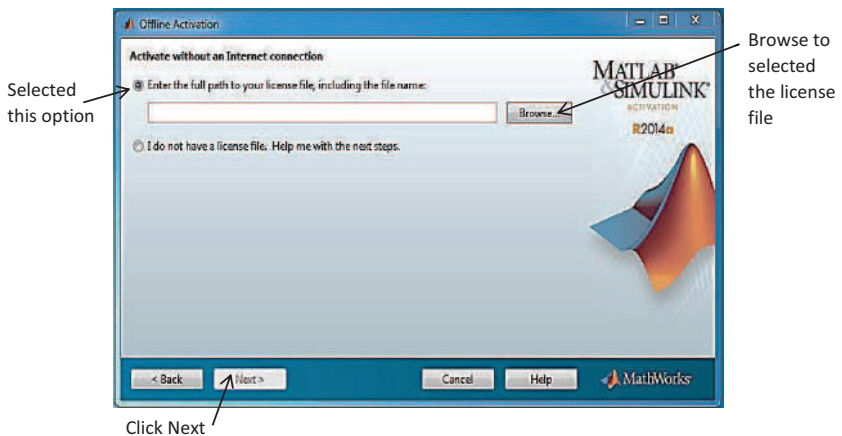 Offline Activation
Activate without an Internet connection
Enter the full path to your license file, including the file name:
Browse...
I do not have a license file. Help me with the next steps.
MATLAB®
&SIMULINK®
ACTIVATION
R2014a
< Back
Next >
Cancel
Help
MathWorks®
Selected
this option
Browse to
selected
the license
file
Click Next